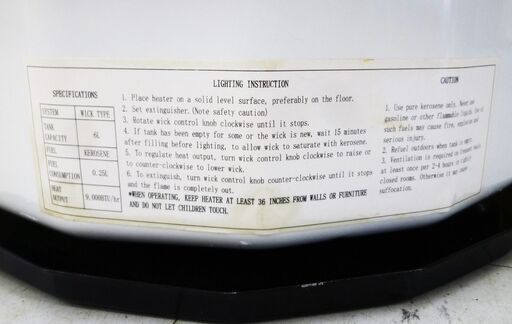 SPECIFICATIONS
SYSTEM WICK TYPE
TANK CAPACITY 6L
FUEL KEROSENE
FUEL CONSUMPTION 0.25L
HEAT OUTPUT 9,000BTU/hr
LIGHTING INSTRUCTION
1. Place heater on a solid level surface, preferably on the floor.
2. Set extinguisher. (Note safety caution)
3. Rotate wick control knob clockwise until it stops.
4. If tank has been empty for some or the wick is new, wait 15 minutes
after filling before lighting, to allow wick to saturate with kerosene.
5. To regulate heat output, turn wick control knob clockwise to raise or
to counter-clockwise to lower wick.
6. To extinguish, turn wick control knob counter-clockwise until it stops
and the flame is completely out.
*WHEN OPERATING, KEEP HEATER AT LEAST 36 INCHES FROM WALLS OR FURNITURE
AND DO NOT LET CHILDREN TOUCH.
CAUTION
1. Use pure kerosene only. Never use
gasoline or other flammable liquids. Use of
such fuels may cause fire, explosion and
serious injury.
2. Refuel outdoors when tank is
3. Ventilation is required on
at least once per 2-4 hours in tightly
closed rooms. Otherwise it may cause
suffocation.